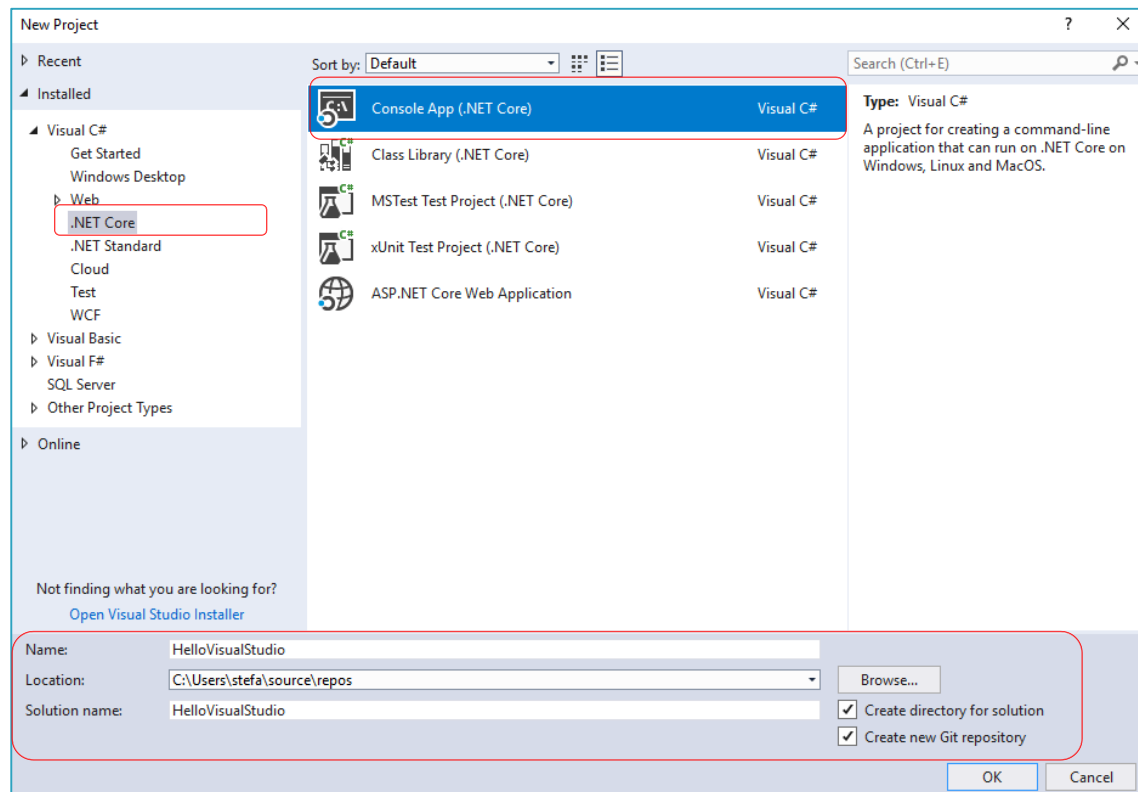 New Project
?
Recent
Installed
Visual C#
Get Started
Windows Desktop
Web
.NET Core
.NET Standard
Cloud
Test
WCF
Visual Basic
Visual F#
SQL Server
Other Project Types
Online
Not finding what you are looking for?
Open Visual Studio Installer
Sort by: Default
C:\ Console App (.NET Core) Visual C#
C# Class Library (.NET Core) Visual C#
C# MSTest Test Project (.NET Core) Visual C#
C# xUnit Test Project (.NET Core) Visual C#
ASP.NET Core Web Application Visual C#
Search (Ctrl+E)
Type: Visual C#
A project for creating a command-line
application that can run on .NET Core on
Windows, Linux and MacOS.
Name: HelloVisualStudio
Location: C:\Users\stefa\source\repos Browse...
Solution name: HelloVisualStudio
Create directory for solution
Create new Git repository
OK Cancel